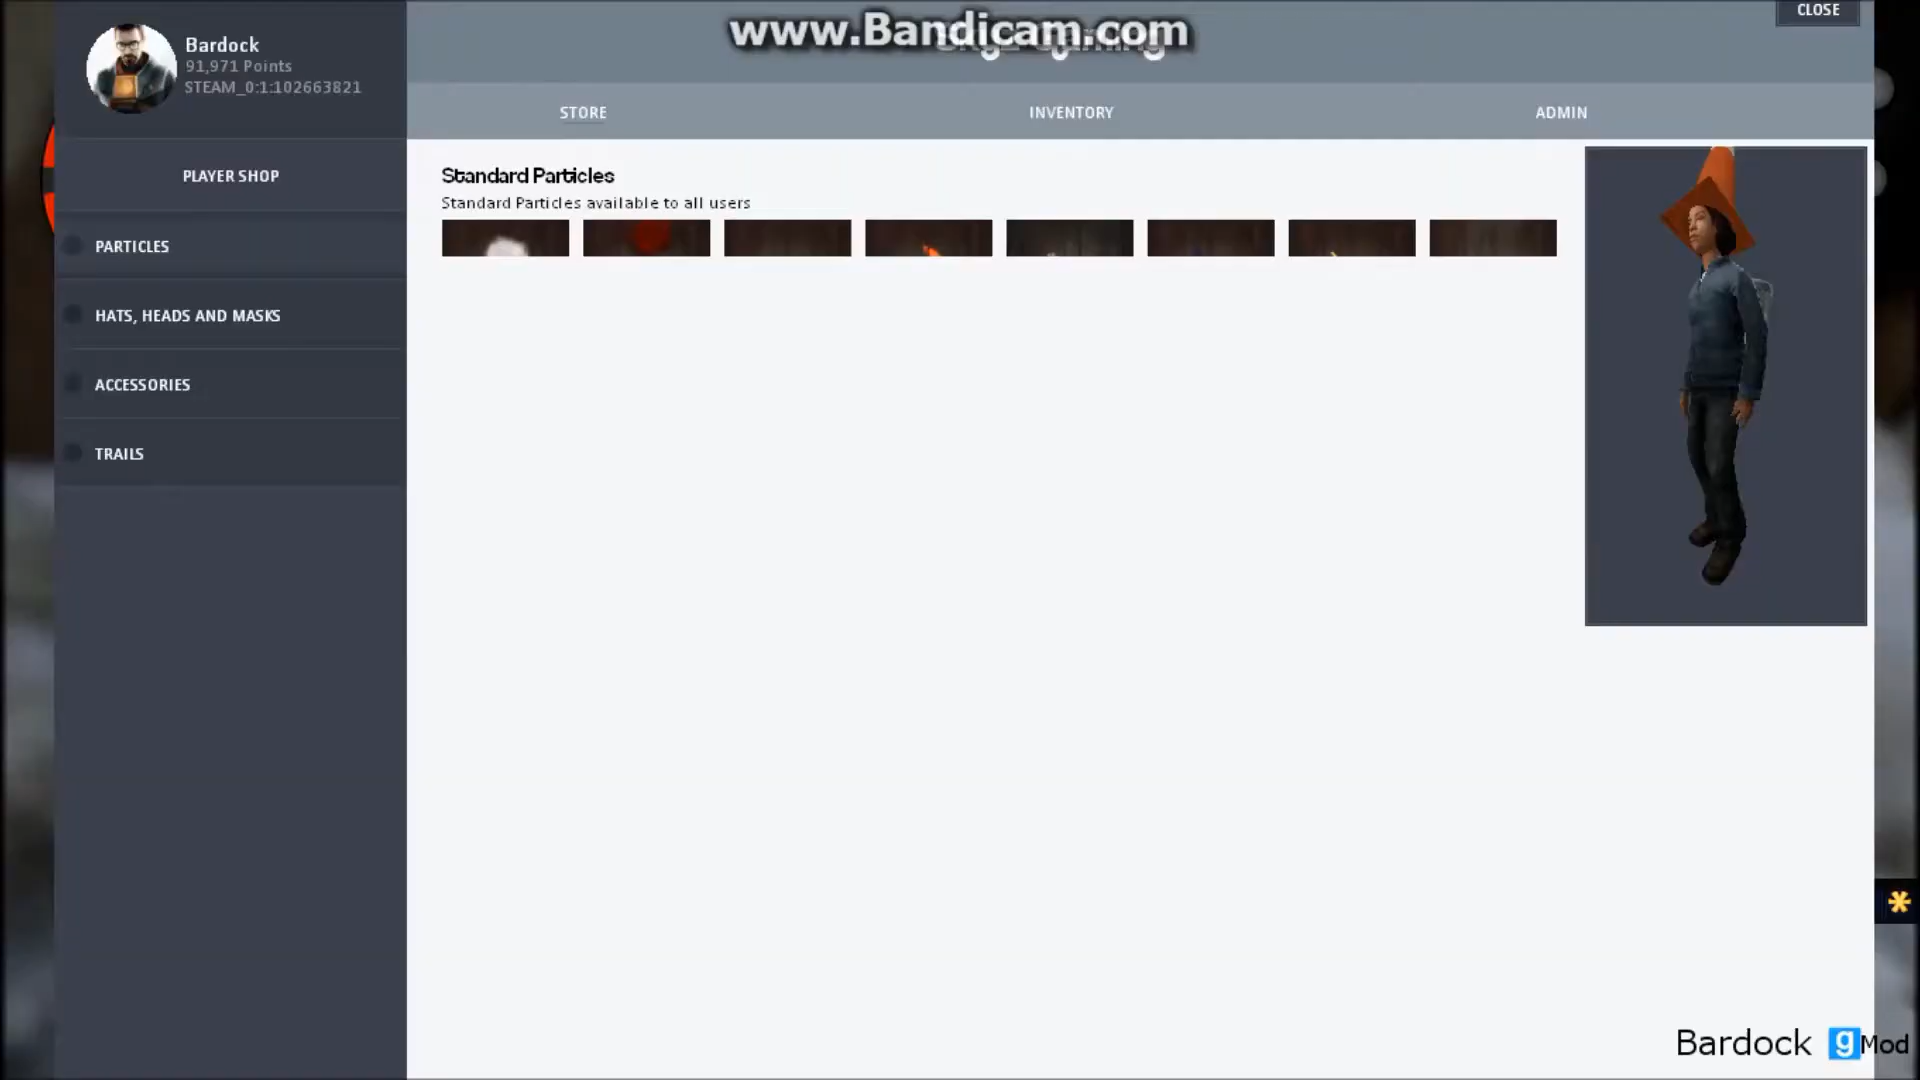 Bardock
91,971 Points
STEAM_0:1:102663821
www.Bandicam.com
CLOSE
STORE
INVENTORY
ADMIN
PLAYER SHOP
PARTICLES
HATS, HEADS AND MASKS
ACCESSORIES
TRAILS
Standard Particles
Standard Particles available to all users
Bardock
gMod